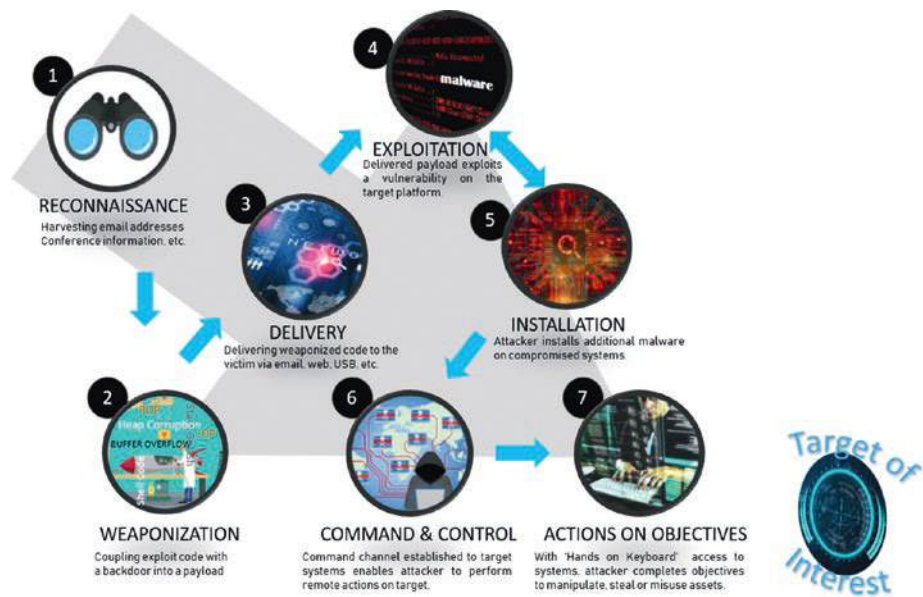 1
RECONNAISSANCE
Harvesting email addresses
Conference information, etc.
2
Heap Corruption
BUFFER OVERFLOW
Shell Code
WEAPONIZATION
Coupling exploit code with
a backdoor into a payload
3
DELIVERY
Delivering weaponized code to the
victim via email, web, USB, etc.
4
malware
EXPLOITATION
Delivered payload exploits
a vulnerability on the
target platform.
5
INSTALLATION
Attacker installs additional malware
on compromised systems.
6
COMMAND & CONTROL
Command channel established to target
systems enables attacker to perform
remote actions on target.
7
ACTIONS ON OBJECTIVES
With 'Hands on Keyboard' access to
systems, attacker completes objectives
to manipulate, steal or misuse assets.
Target of
Interest